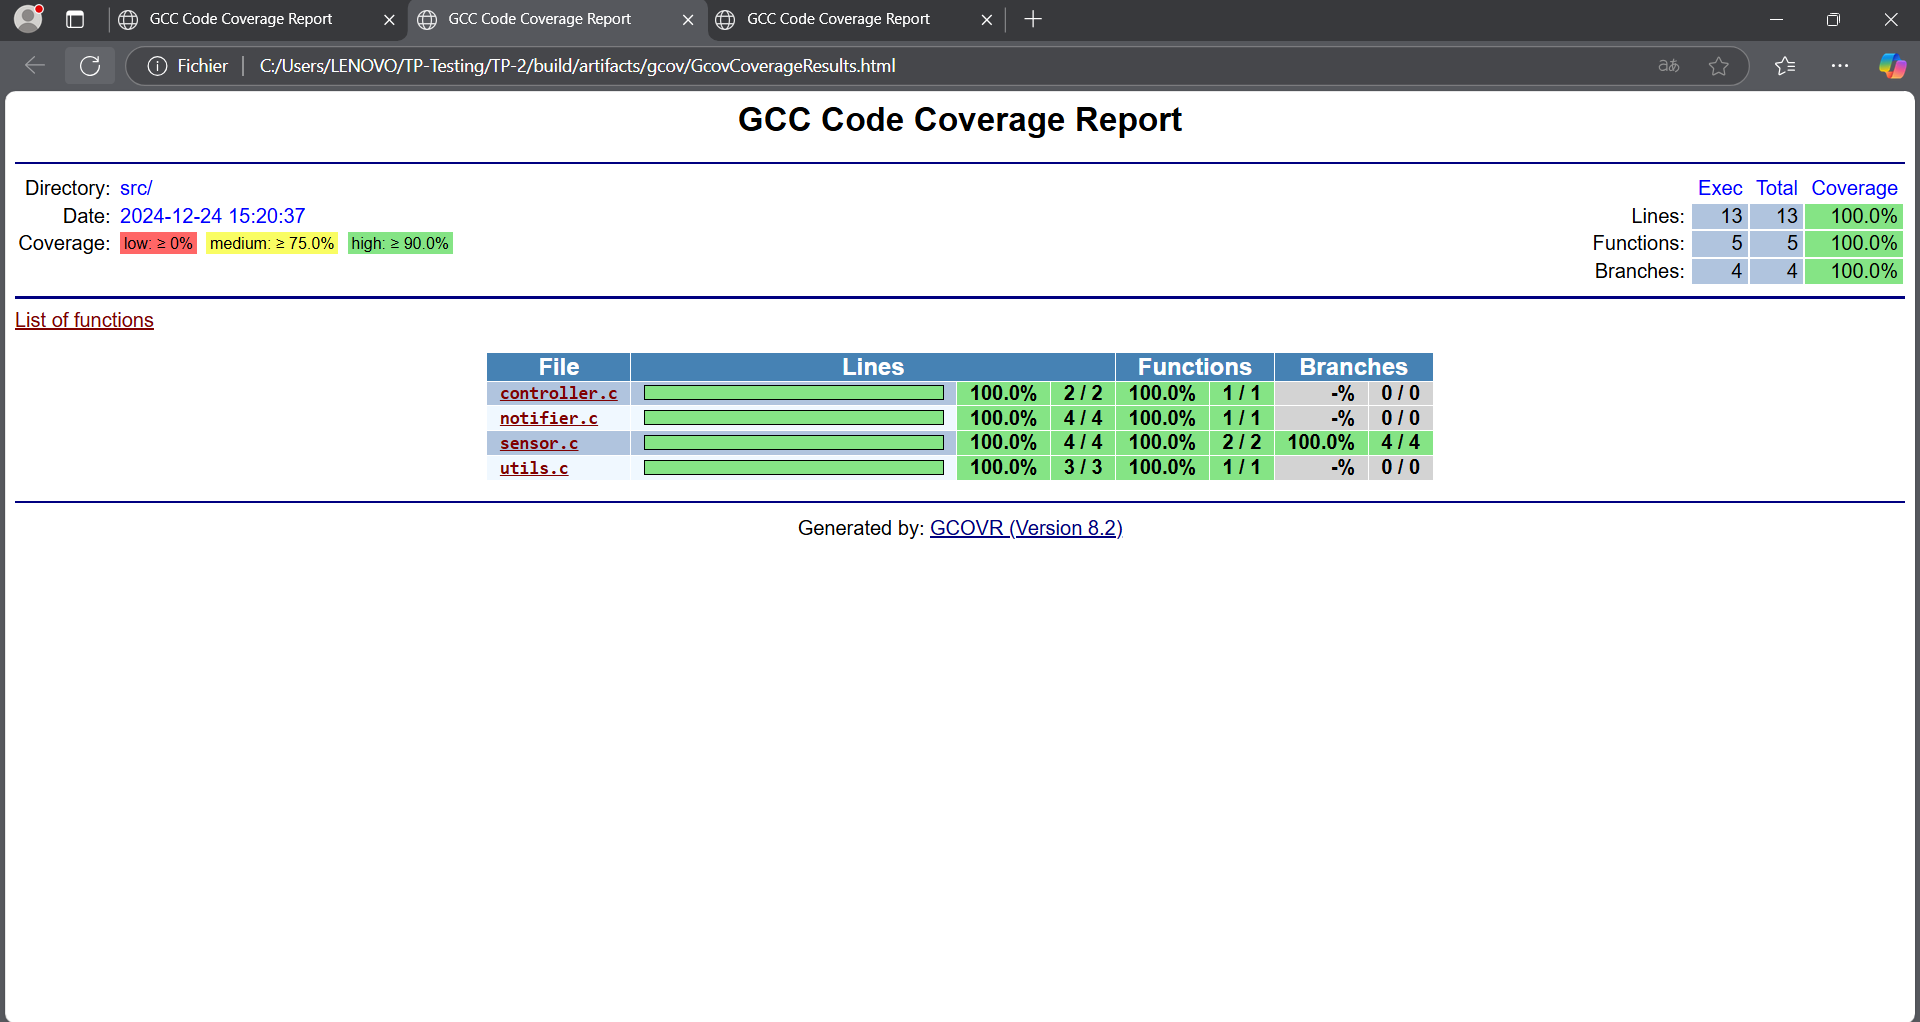 GCC Code Coverage Report
GCC Code Coverage Report
GCC Code Coverage Report
Fichier C:/Users/LENOVO/TP-Testing/TP-2/build/artifacts/gcov/GcovCoverageResults.html aあ
GCC Code Coverage Report
Directory: src/
Date: 2024-12-24 15:20:37
Coverage: low: ≥ 0% medium: ≥ 75.0% high: ≥ 90.0%
Exec Total Coverage
Lines: 13 13 100.0%
Functions: 5 5 100.0%
Branches: 4 4 100.0%
List of functions
File Lines Functions Branches
controller.c 100.0% 2 / 2 100.0% 1 / 1 -% 0 / 0
notifier.c 100.0% 4 / 4 100.0% 1 / 1 -% 0 / 0
sensor.c 100.0% 4 / 4 100.0% 2 / 2 100.0% 4 / 4
utils.c 100.0% 3 / 3 100.0% 1 / 1 -% 0 / 0
Generated by: GCOVR (Version 8.2)